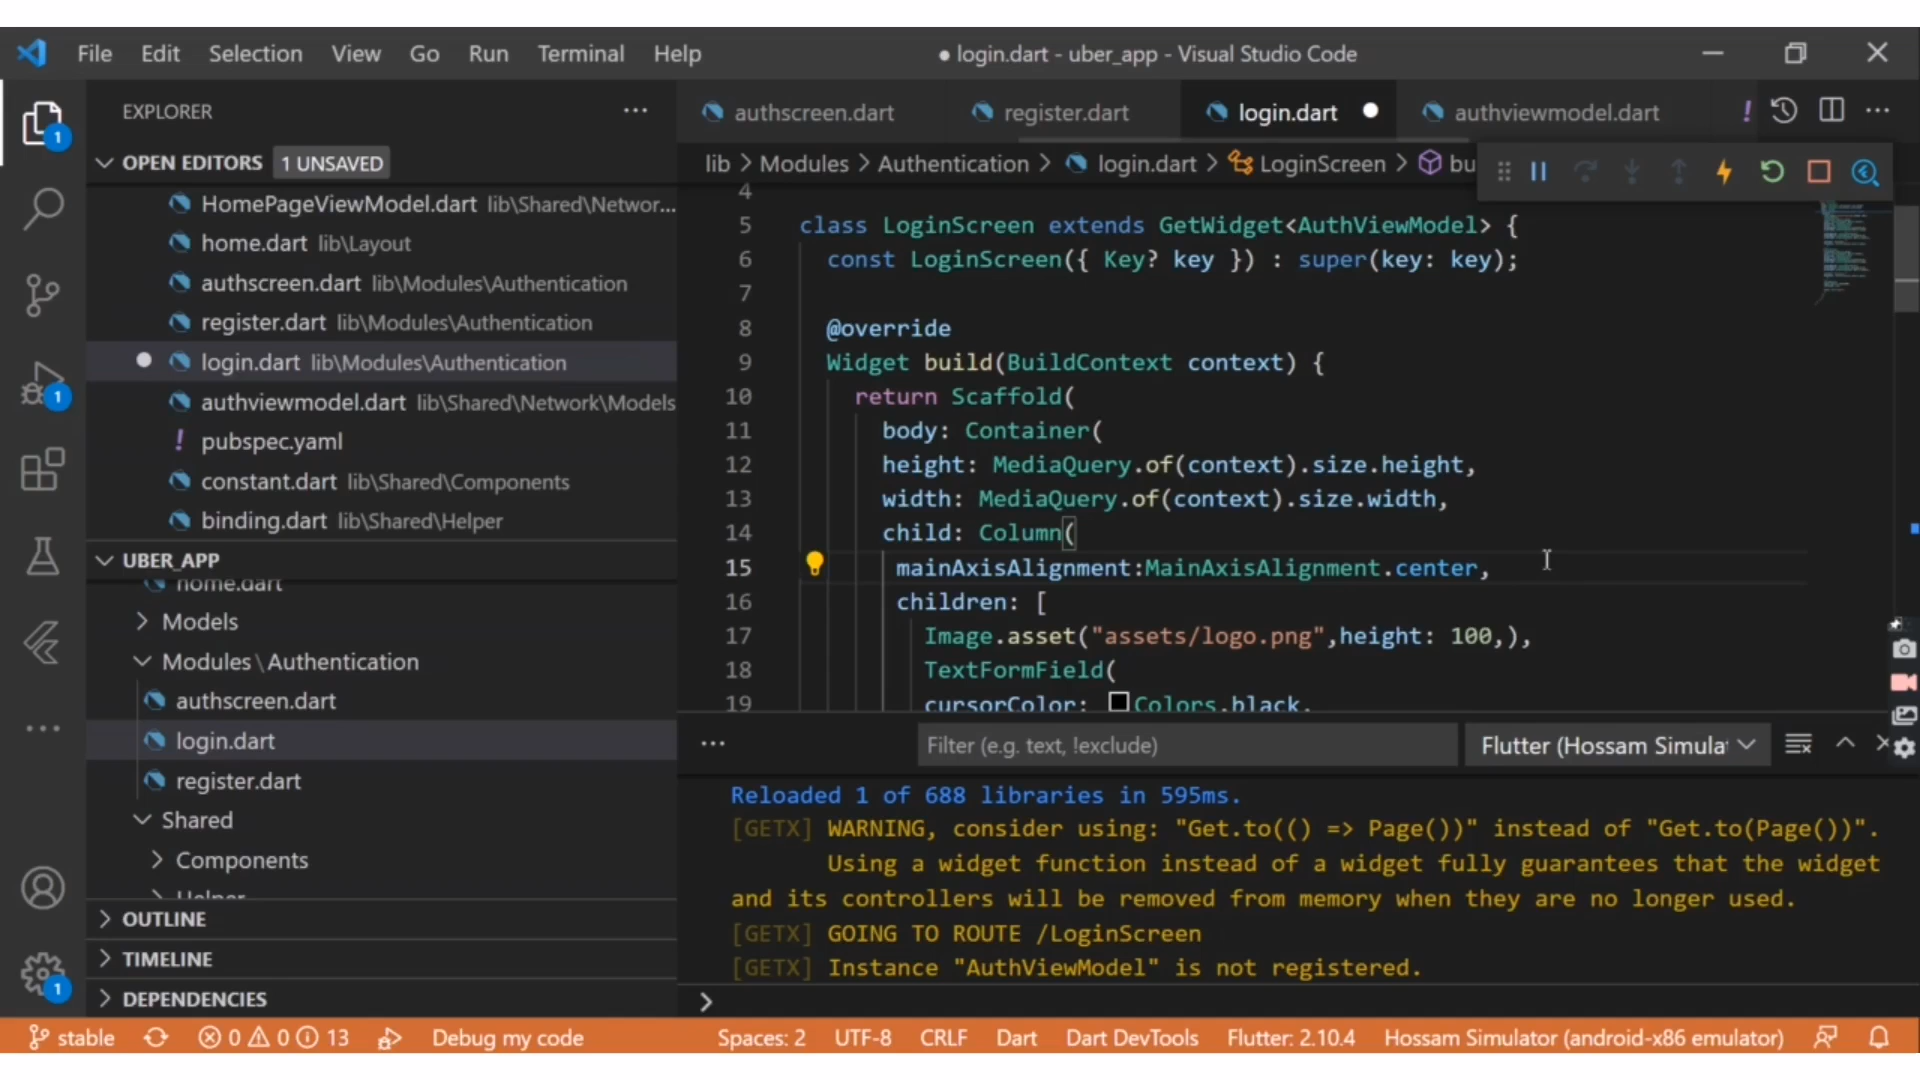 File Edit Selection View Go Run Terminal Help
● login.dart - uber_app - Visual Studio Code
EXPLORER
OPEN EDITORS 1 UNSAVED
HomePageViewModel.dart lib\Shared\Networ...
home.dart lib\Layout
authscreen.dart lib\Modules\Authentication
register.dart lib\Modules\Authentication
login.dart lib\Modules\Authentication
authviewmodel.dart lib\Shared\Network\Models
! pubspec.yaml
constant.dart lib\Shared\Components
binding.dart lib\Shared\Helper
UBER_APP
home.dart
Models
Modules \ Authentication
authscreen.dart
login.dart
register.dart
Shared
Components
Helper
OUTLINE
TIMELINE
DEPENDENCIES
1
1
1
authscreen.dart register.dart login.dart authviewmodel.dart !
lib > Modules > Authentication > login.dart > LoginScreen > bu
4
5 class LoginScreen extends GetWidget<AuthViewModel> {
6 const LoginScreen({ Key? key }) : super(key: key);
7
8 @override
9 Widget build(BuildContext context) {
10 return Scaffold(
11 body: Container(
12 height: MediaQuery.of(context).size.height,
13 width: MediaQuery.of(context).size.width,
14 child: Column(
15 mainAxisAlignment:MainAxisAlignment.center,
16 children: [
17 Image.asset("assets/logo.png",height: 100,),
18 TextFormField(
19 cursorColor: Colors.black,
Filter (e.g. text, !exclude)
Flutter (Hossam Simula
Reloaded 1 of 688 libraries in 595ms.
[GETX] WARNING, consider using: "Get.to(() => Page())" instead of "Get.to(Page())".
Using a widget function instead of a widget fully guarantees that the widget
and its controllers will be removed from memory when they are no longer used.
[GETX] GOING TO ROUTE /LoginScreen
[GETX] Instance "AuthViewModel" is not registered.
>
stable 0 0 13 Debug my code Spaces: 2 UTF-8 CRLF Dart Dart DevTools Flutter: 2.10.4 Hossam Simulator (android-x86 emulator)